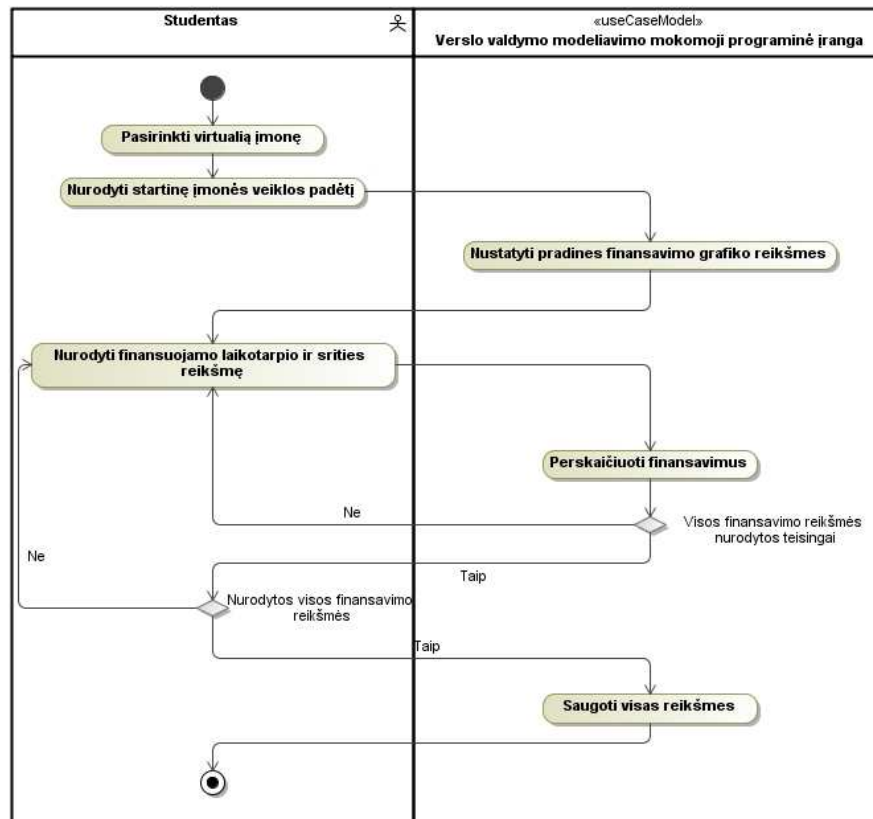 Studentas
«useCaseModel»
Verslo valdymo modeliavimo mokomoji programinė įranga
Pasirinkti virtualią įmonę
Nurodyti startinę įmonės veiklos padėtį
Nustatyti pradines finansavimo grafiko reikšmes
Nurodyti finansuojamo laikotarpio ir srities
reikšmę
Perskaičiuoti finansavimus
Ne
Visos finansavimo reikšmės
nurodytos teisingai
Ne
Taip
Nurodytos visos finansavimo
reikšmės
Taip
Saugoti visas reikšmes